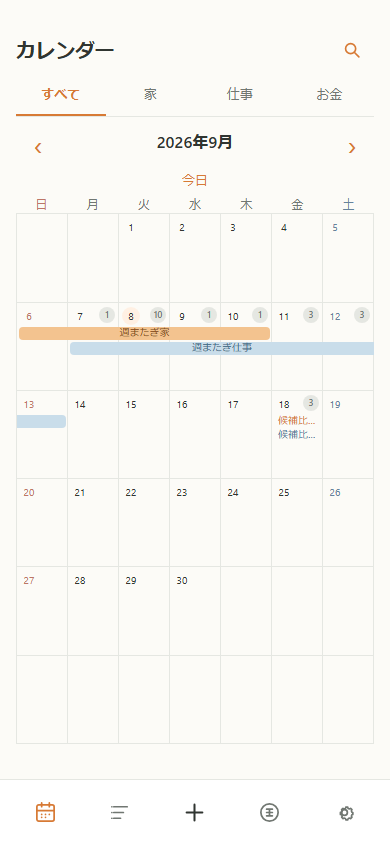 カレンダー
すべて 家 仕事 お金
‹ 2026年9月 ›
今日
日 月 火 水 木 金 土
1 2 3 4 5
6 7 1 8 10 9 1 10 1 11 3 12 3
週またぎ家
週またぎ仕事
13 14 15 16 17 18 3 19
候補比...
候補比...
20 21 22 23 24 25 26
27 28 29 30